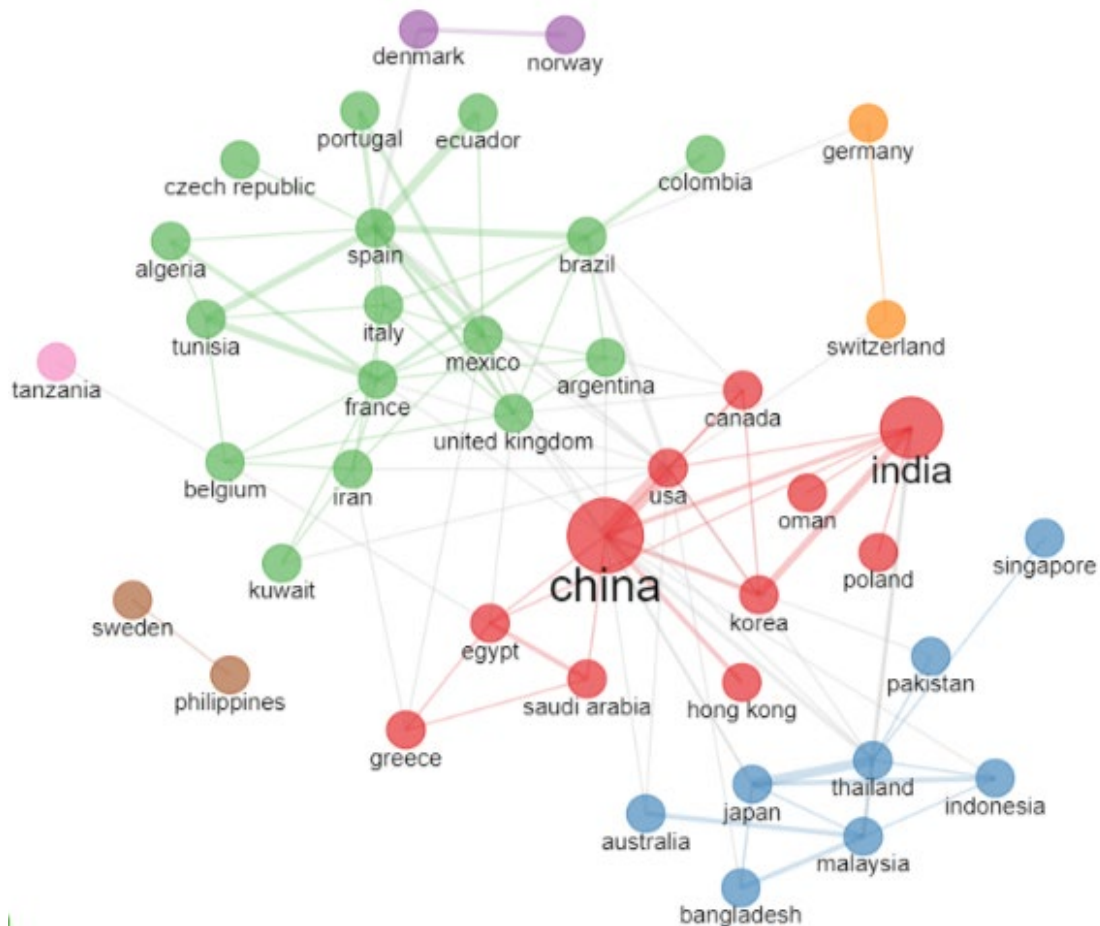 denmark
norway
portugal
ecuador
germany
czech republic
colombia
spain
brazil
algeria
tunisia
italy
mexico
switzerland
tanzania
argentina
france
canada
united kingdom
india
belgium
iran
usa
oman
singapore
china
poland
kuwait
sweden
korea
egypt
pakistan
philippines
saudi arabia
hong kong
greece
thailand
indonesia
japan
australia
malaysia
bangladesh